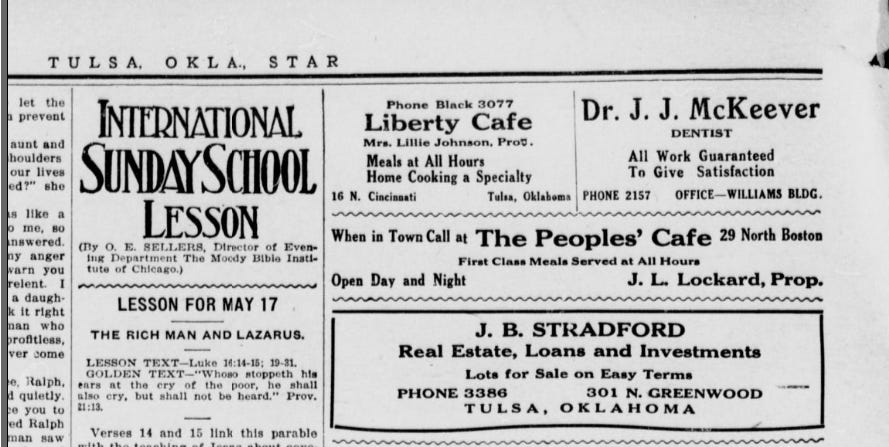 TULSA, OKLA., STAR
let the
prevent
aunt and
houlders
our lives
ed?" she
s like a
o me, so
nswered.
ny anger
varn you
relent. I
a daugh-
k it right
nan who
profitless,
ver come
e, Ralph,
d quietly.
e you to
ed Ralph
man saw
INTERNATIONAL
SUNDAY SCHOOL
LESSON
(By O. E. SELLERS, Director of Even-
ing Department The Moody Bible Insti-
tute of Chicago.)
LESSON FOR MAY 17
THE RICH MAN AND LAZARUS.
LESSON TEXT—Luke 16:14-15; 19-31.
GOLDEN TEXT—"Whoso stoppeth his
ears at the cry of the poor, he shall
also cry, but shall not be heard." Prov.
21:13.
Verses 14 and 15 link this parable
with the teaching of Jesus about
Phone Black 3077
Liberty Cafe
Mrs. Lillie Johnson, Prop.
Meals at All Hours
Home Cooking a Specialty
16 N. Cincinnati Tulsa, Oklahoma
Dr. J. J. McKeever
DENTIST
All Work Guaranteed
To Give Satisfaction
PHONE 2157 OFFICE—WILLIAMS BLDG.
When in Town Call at The Peoples' Cafe 29 North Boston
First Class Meals Served at All Hours
Open Day and Night J. L. Lockard, Prop.
J. B. STRADFORD
Real Estate, Loans and Investments
Lots for Sale on Easy Terms
PHONE 3386 301 N. GREENWOOD
TULSA, OKLAHOMA